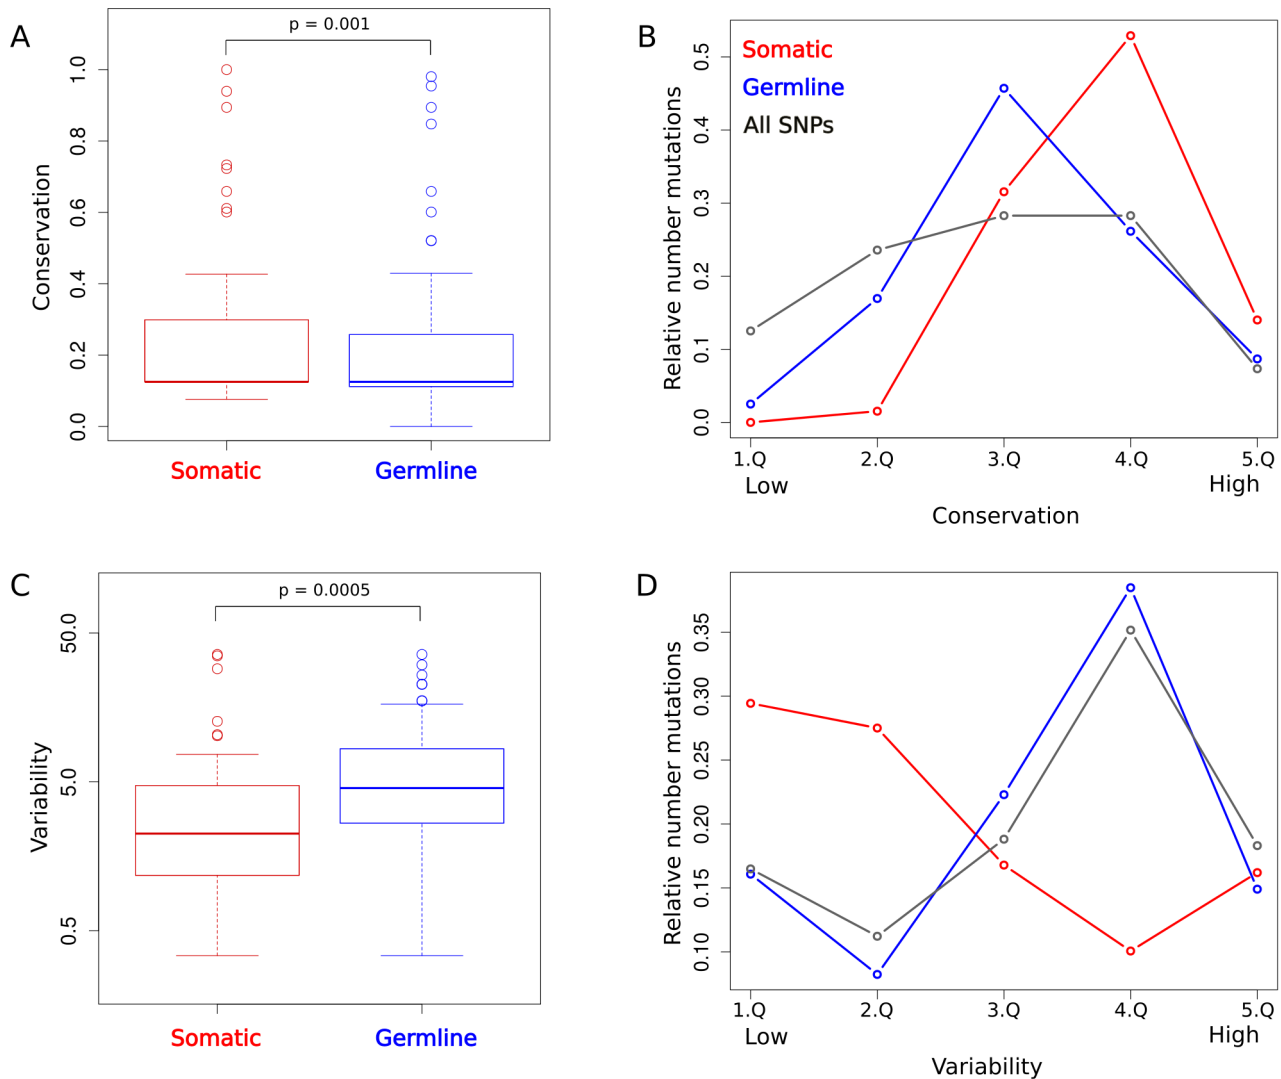 A
p = 0.001
Conservation
1.0
0.8
0.6
0.4
0.2
0.0
Somatic
Germline
B
Somatic
Germline
All SNPs
Relative number mutations
0.5
0.4
0.3
0.2
0.1
0.0
1.Q
2.Q
3.Q
4.Q
5.Q
Low
High
Conservation
C
p = 0.0005
Variability
50.0
5.0
0.5
Somatic
Germline
D
Relative number mutations
0.35
0.30
0.25
0.20
0.15
0.10
1.Q
2.Q
3.Q
4.Q
5.Q
Low
High
Variability